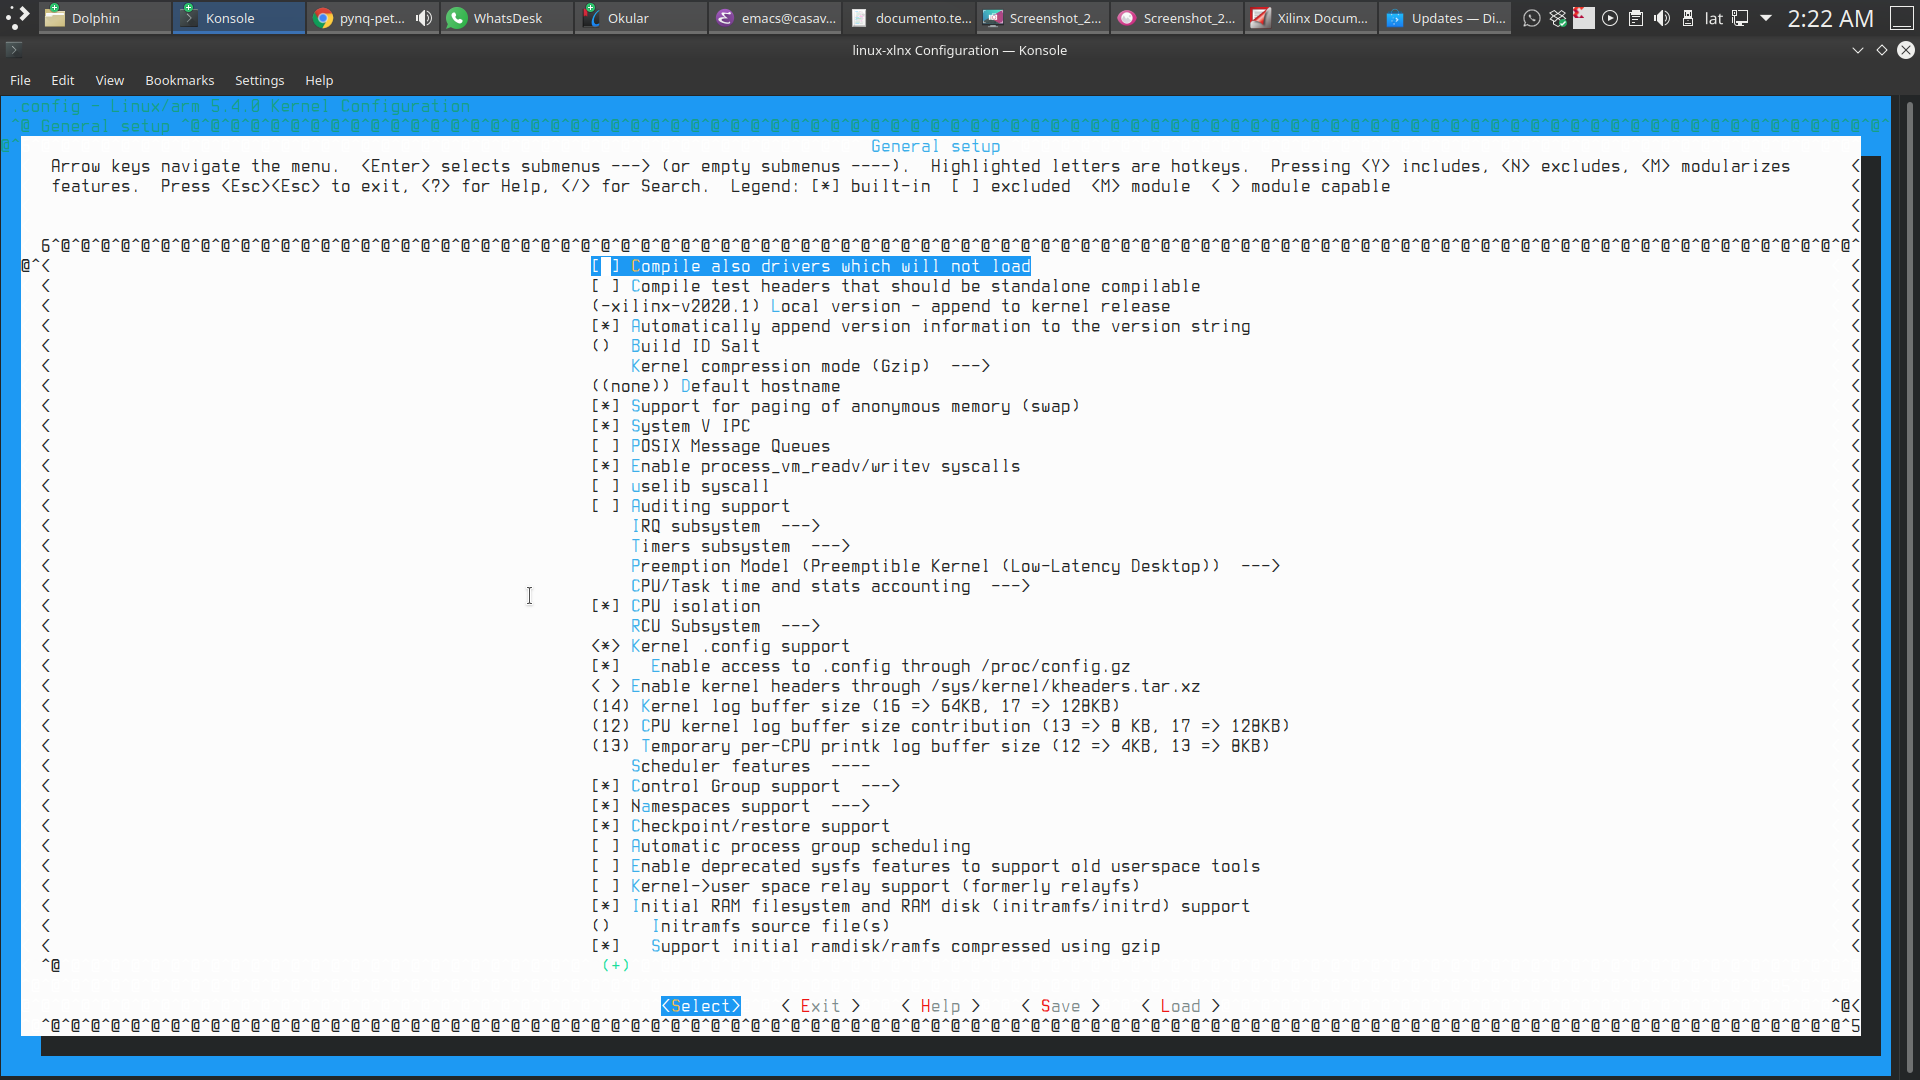 Dolphin
Konsole
pynq-pet...
WhatsDesk
Okular
emacs@casav...
documento.te...
Screenshot_2...
Screenshot_2...
Xilinx Docum...
Updates — Di...
lat
2:22 AM
linux-xlnx Configuration — Konsole
File Edit View Bookmarks Settings Help
.config - Linux/arm 5.4.0 Kernel Configuration
General setup
General setup
Arrow keys navigate the menu.  <Enter> selects submenus ---> (or empty submenus ----).  Highlighted letters are hotkeys.  Pressing <Y> includes, <N> excludes, <M> modularizes
features.  Press <Esc><Esc> to exit, <?> for Help, </> for Search.  Legend: [*] built-in  [ ] excluded  <M> module  < > module capable
[ ] Compile also drivers which will not load
[ ] Compile test headers that should be standalone compilable
(-xilinx-v2020.1) Local version - append to kernel release
[*] Automatically append version information to the version string
()  Build ID Salt
Kernel compression mode (Gzip)  --->
((none)) Default hostname
[*] Support for paging of anonymous memory (swap)
[*] System V IPC
[ ] POSIX Message Queues
[*] Enable process_vm_readv/writev syscalls
[ ] uselib syscall
[ ] Auditing support
IRQ subsystem  --->
Timers subsystem  --->
Preemption Model (Preemptible Kernel (Low-Latency Desktop))  --->
CPU/Task time and stats accounting  --->
[*] CPU isolation
RCU Subsystem  --->
<*> Kernel .config support
[*]   Enable access to .config through /proc/config.gz
< > Enable kernel headers through /sys/kernel/kheaders.tar.xz
(14) Kernel log buffer size (16 => 64KB, 17 => 128KB)
(12) CPU kernel log buffer size contribution (13 => 8 KB, 17 => 128KB)
(13) Temporary per-CPU printk log buffer size (12 => 4KB, 13 => 8KB)
Scheduler features  ----
[*] Control Group support  --->
[*] Namespaces support  --->
[*] Checkpoint/restore support
[ ] Automatic process group scheduling
[ ] Enable deprecated sysfs features to support old userspace tools
[ ] Kernel->user space relay support (formerly relayfs)
[*] Initial RAM filesystem and RAM disk (initramfs/initrd) support
()    Initramfs source file(s)
[*]   Support initial ramdisk/ramfs compressed using gzip
(+)
<Select>    < Exit >    < Help >    < Save >    < Load >